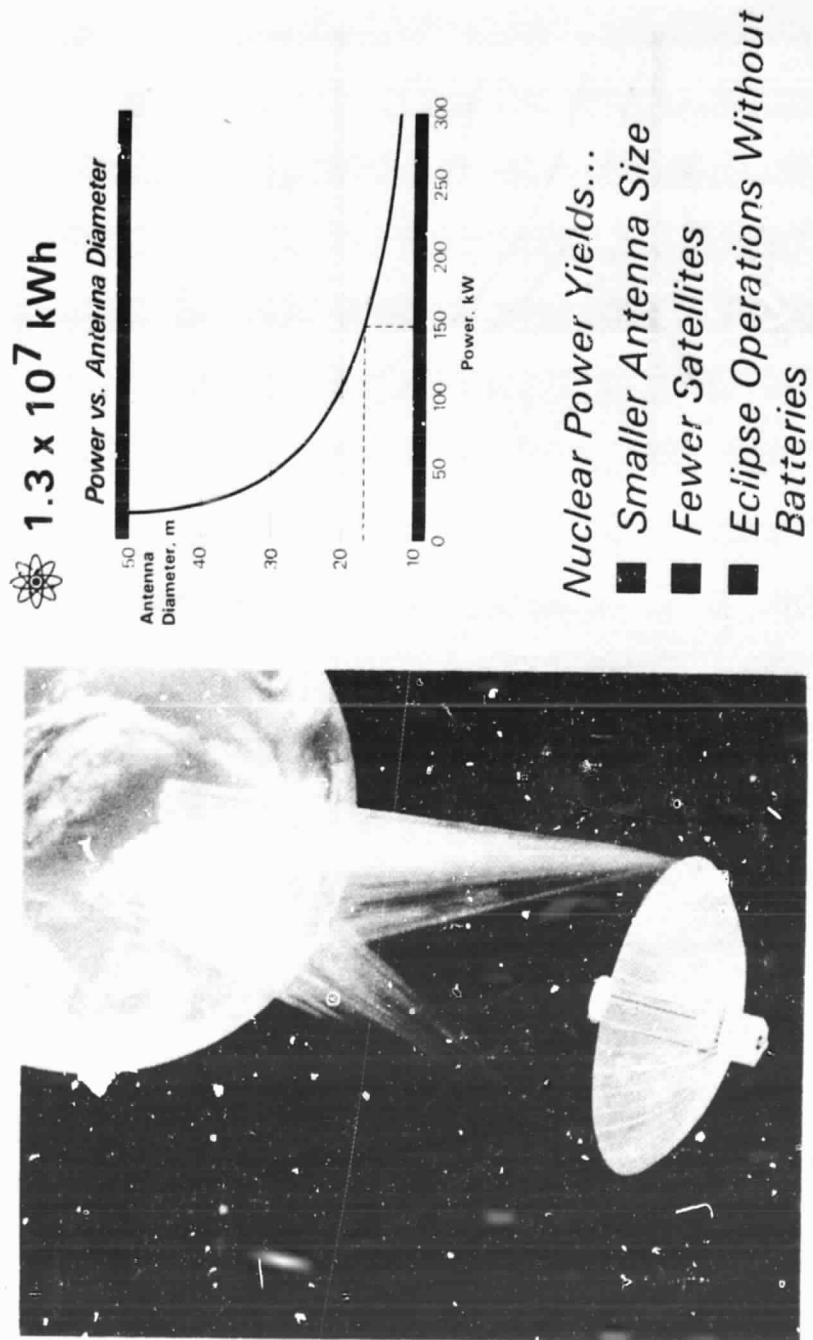 1.3 x 10⁷ kWh
Power vs. Antenna Diameter
50
Antenna
Diameter, m
40
30
20
10
0
50
100
150
200
250
300
Power, kW
Nuclear Power Yields....
Smaller Antenna Size
Fewer Satellites
Eclipse Operations Without
Batteries